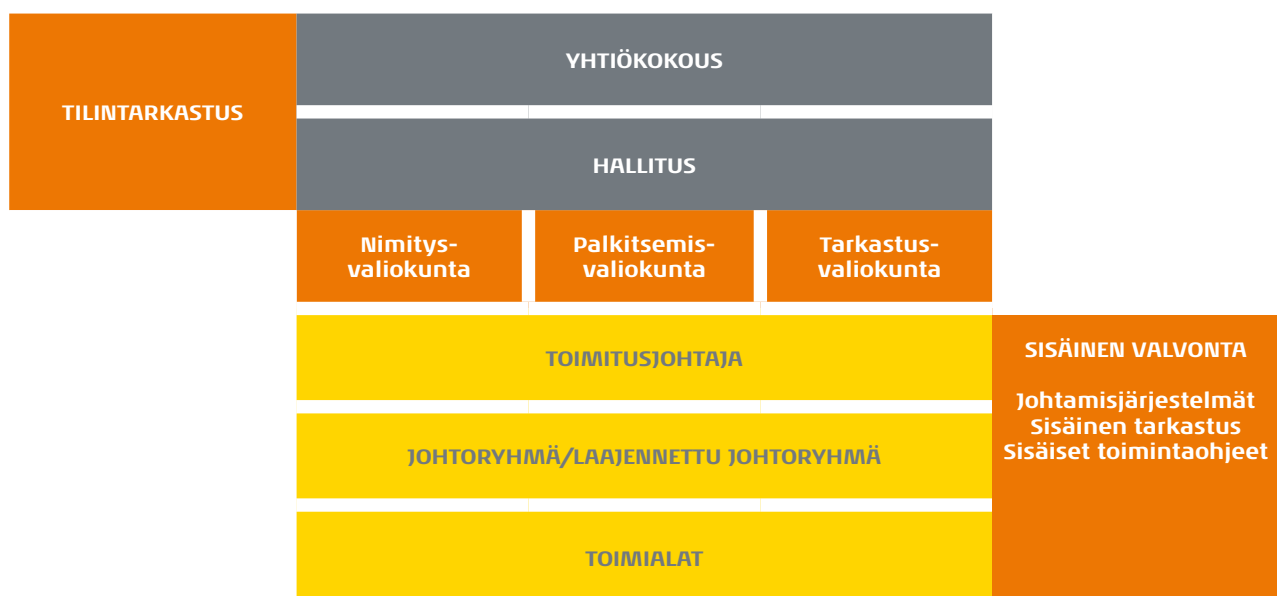 TILINTARKASTUS
YHTIÖKOKOUS
HALLITUS
Nimitys-
valiokunta
Palkitsemis-
valiokunta
Tarkastus-
valiokunta
TOIMITUSJOHTAJA
JOHTORYHMÄ/LAAJENNETTU JOHTORYHMÄ
TOIMIALAT
SISÄINEN VALVONTA
Johtamisjärjestelmät
Sisäinen tarkastus
Sisäiset toimintaohjeet